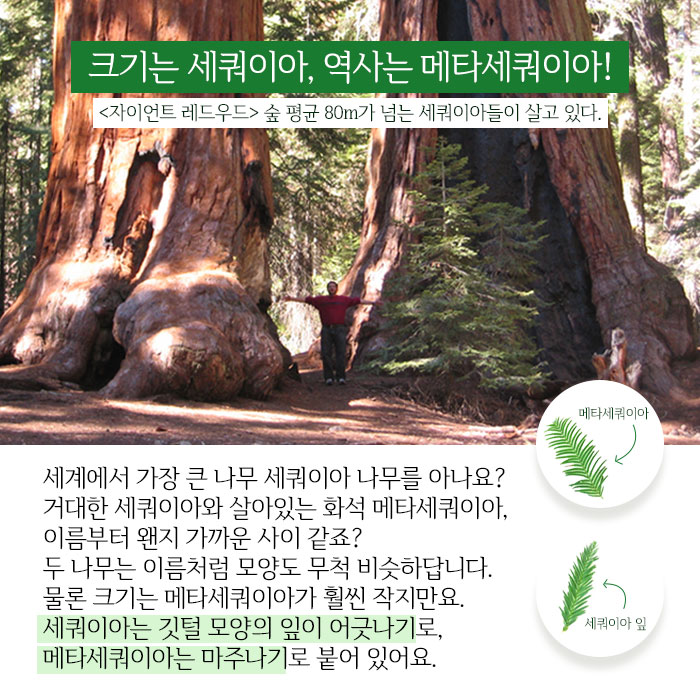 크기는 세쿼이아, 역사는 메타세쿼이아!
<자이언트 레드우드> 숲 평균 80m가 넘는 세쿼이아들이 살고 있다.
메타세쿼이아
세계에서 가장 큰 나무 세쿼이아 나무를 아나요?
거대한 세쿼이아와 살아있는 화석 메타세쿼이아,
이름부터 왠지 가까운 사이 같죠?
두 나무는 이름처럼 모양도 무척 비슷하답니다.
물론 크기는 메타세쿼이아가 훨씬 작지만요.
세쿼이아는 깃털 모양의 잎이 어긋나기로,
메타세쿼이아는 마주나기로 붙어 있어요.
세쿼이아 잎